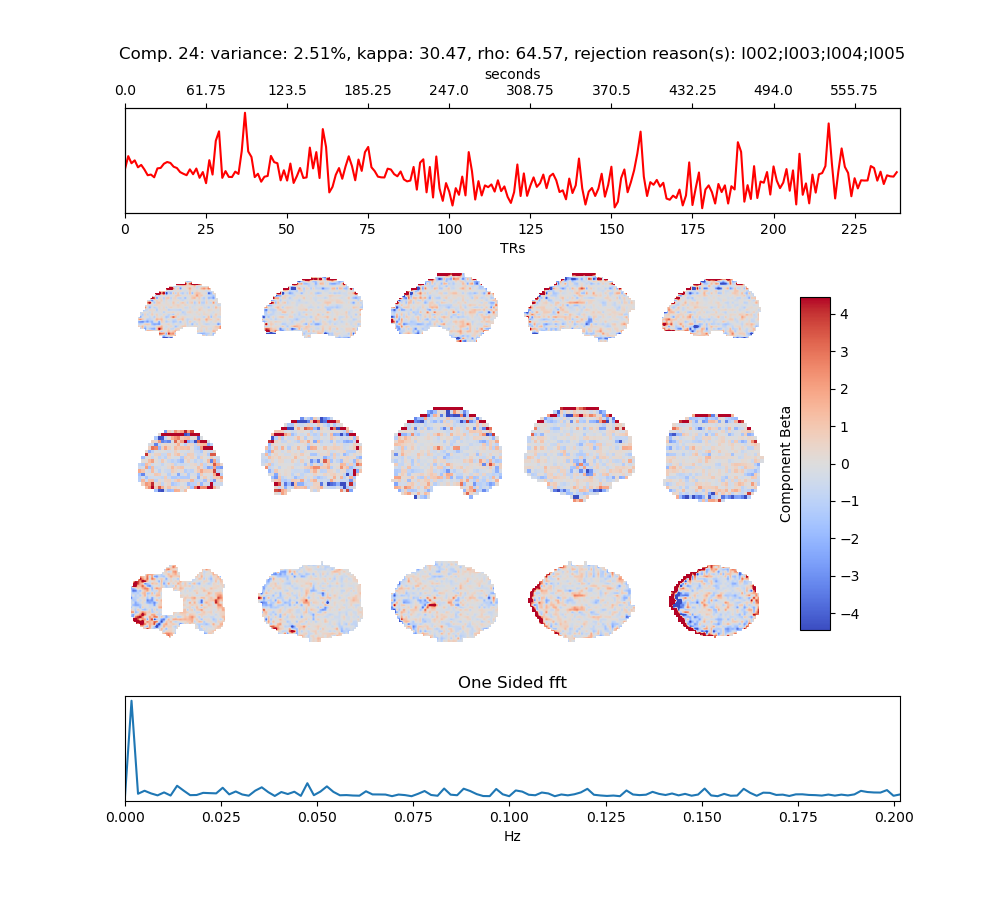 Comp. 24: variance: 2.51%, kappa: 30.47, rho: 64.57, rejection reason(s): I002;I003;I004;I005
seconds
0.0 61.75 123.5 185.25 247.0 308.75 370.5 432.25 494.0 555.75
0 25 50 75 100 125 150 175 200 225
TRs
4
3
2
1
0
−1
−2
−3
−4
Component Beta
One Sided fft
0.000 0.025 0.050 0.075 0.100 0.125 0.150 0.175 0.200
Hz